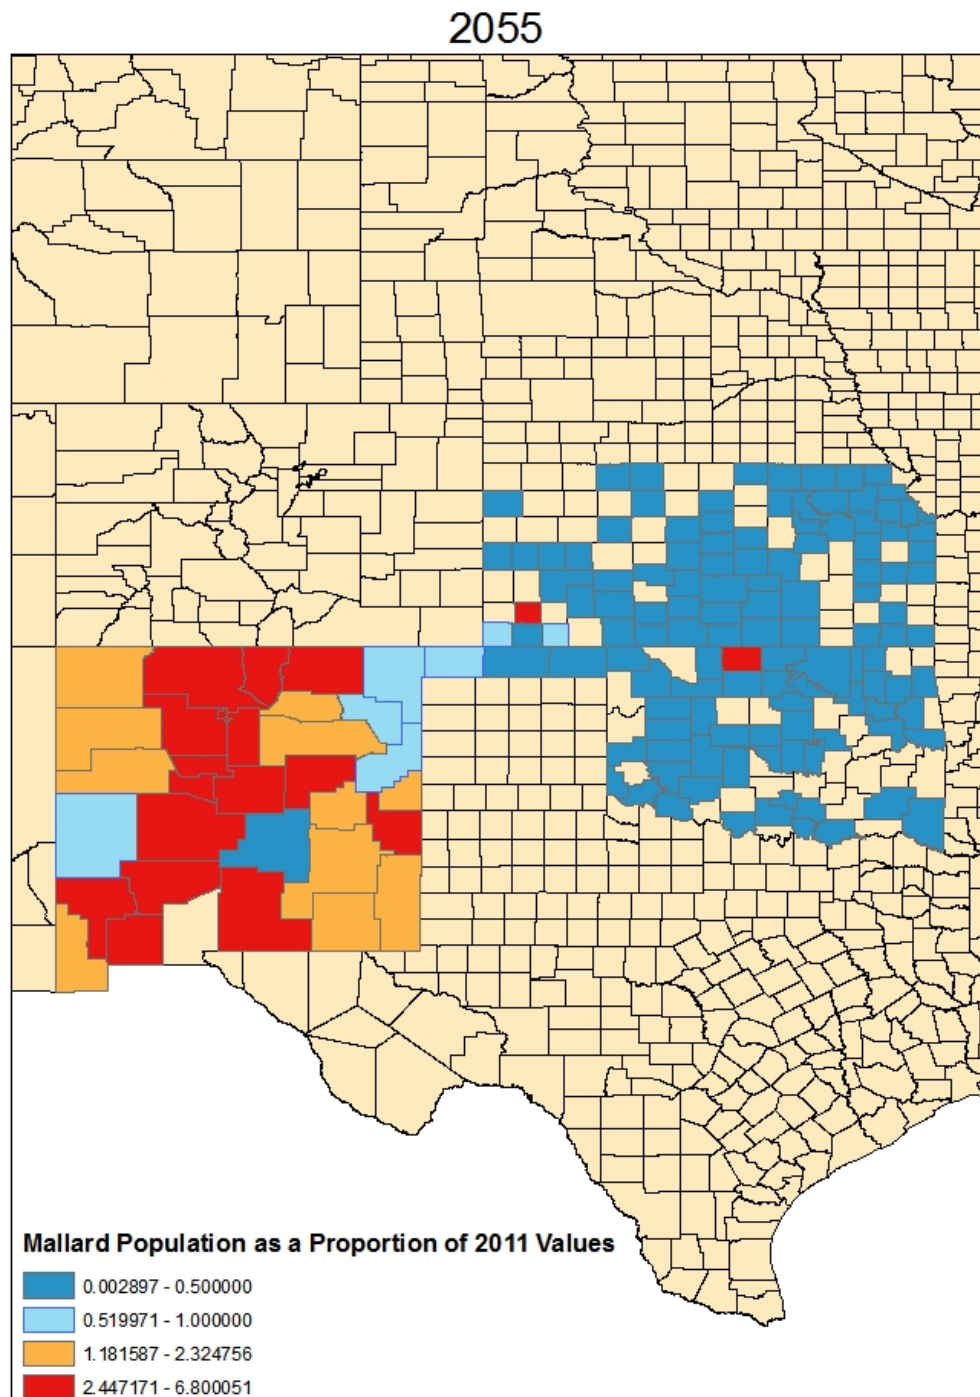 2055
Mallard Population as a Proportion of 2011 Values
0.002897 - 0.500000
0.519971 - 1.000000
1.181587 - 2.324756
2.447171 - 6.800051